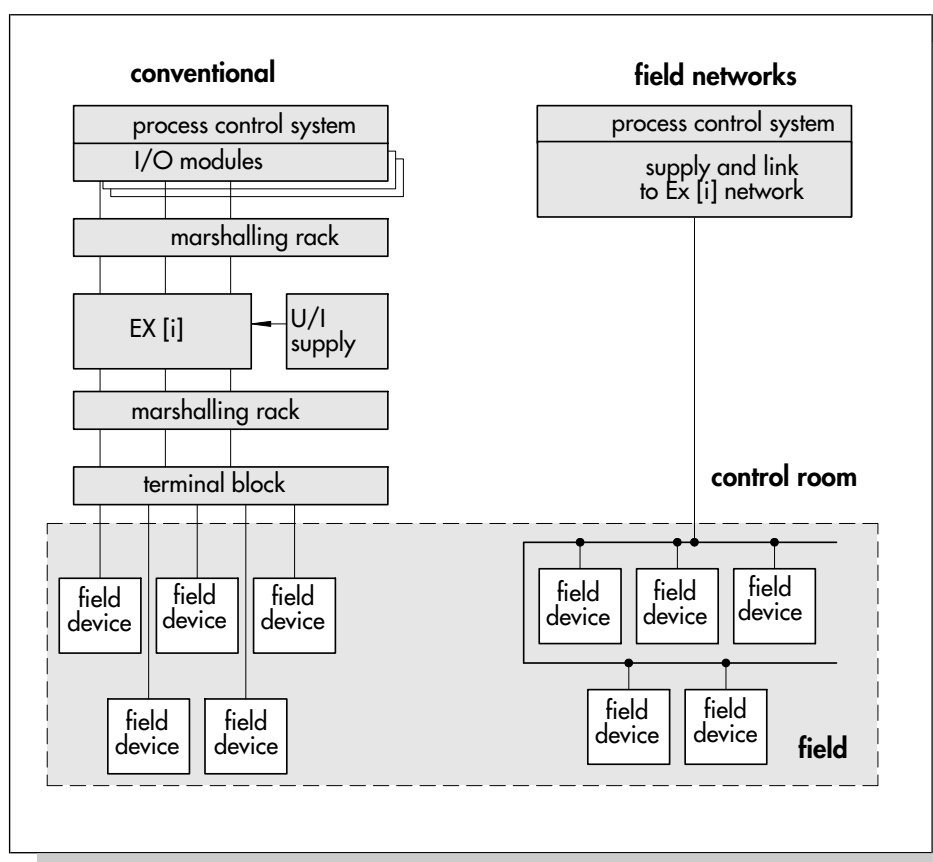 conventional
process control system
I/O modules
marshalling rack
EX [i]
U/I
supply
marshalling rack
terminal block
field
device
field
device
field
device
field
device
field
device
field networks
process control system
supply and link
to Ex [i] network
control room
field
device
field
device
field
device
field
device
field
device
field